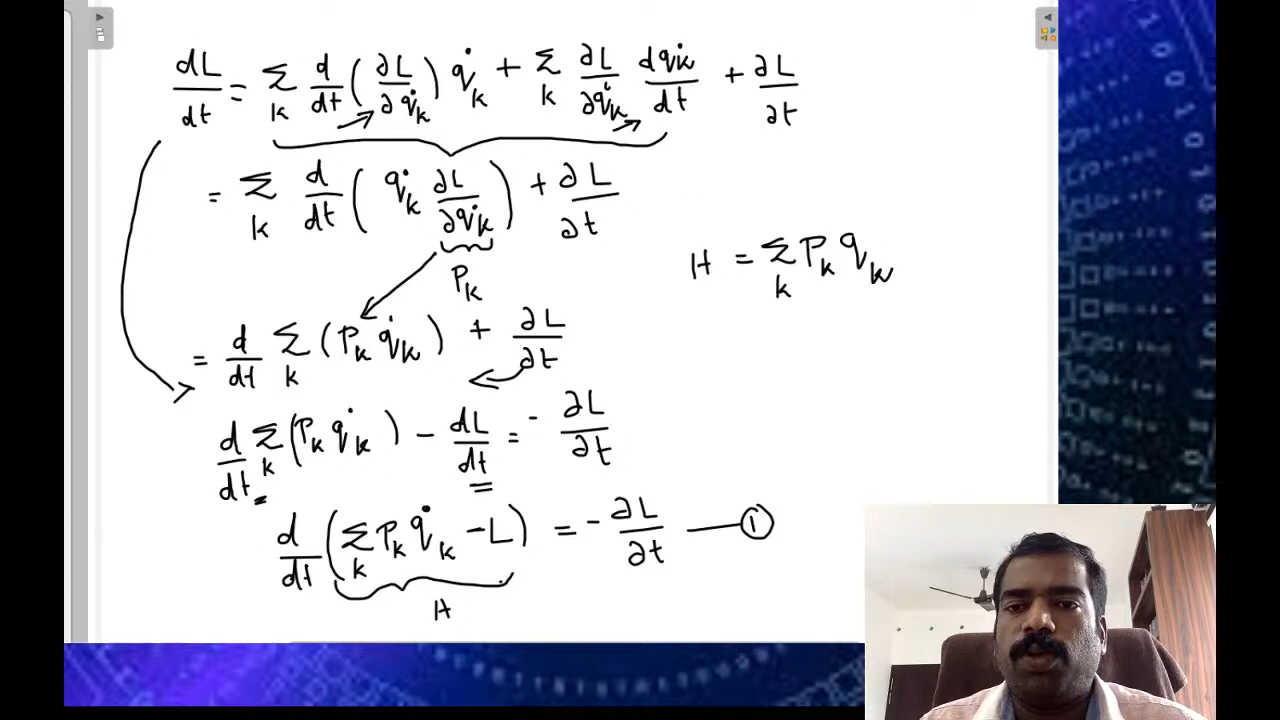 dL/dt = Σ_k d/dt (∂L/∂q̇_k) q̇_k + Σ_k ∂L/∂q̇_k dq̇_k/dt + ∂L/∂t
= Σ_k d/dt ( q̇_k ∂L/∂q̇_k ) + ∂L/∂t
P_k
H = Σ_k P_k q_k
= d/dt Σ_k (P_k q̇_k) + ∂L/∂t
d/dt Σ_k (P_k q̇_k) - dL/dt = - ∂L/∂t
d/dt (Σ_k P_k q̇_k - L) = - ∂L/∂t — ①
H